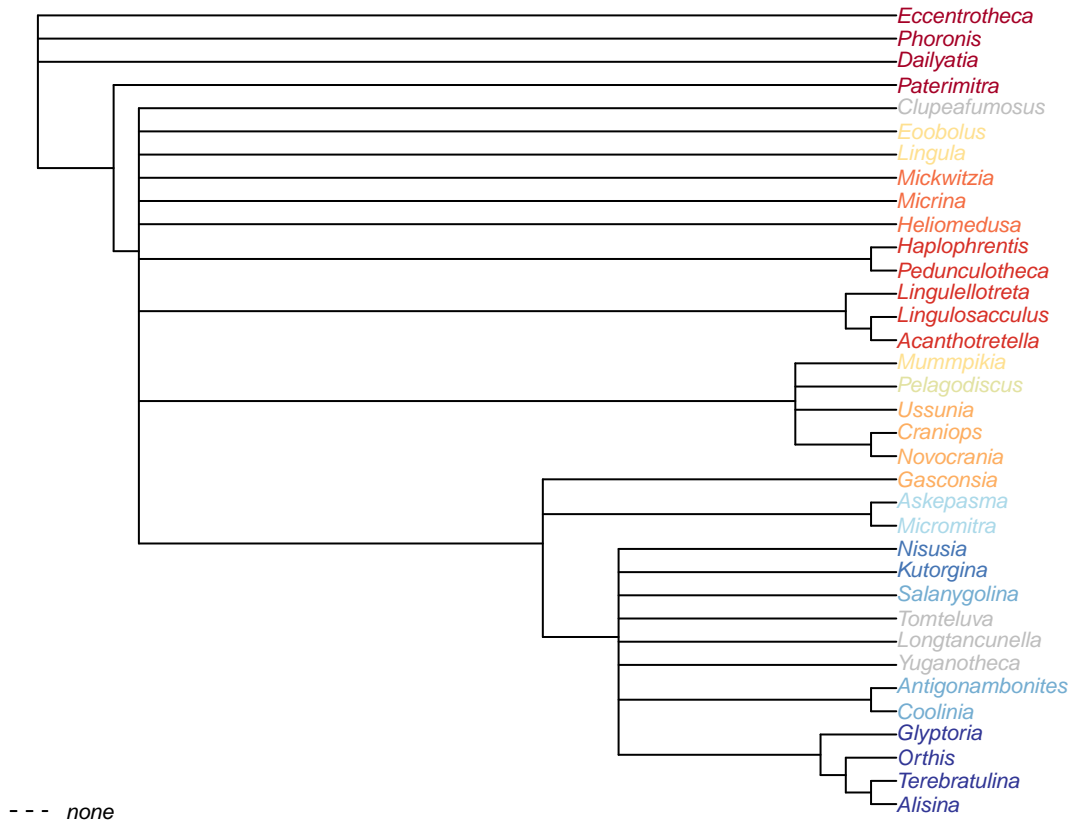 Eccentrotheca
Phoronis
Dailyatia
Paterimitra
Clupeafumosus
Eoobolus
Lingula
Mickwitzia
Micrina
Heliomedusa
Haplophrentis
Pedunculotheca
Lingulellotreta
Lingulosacculus
Acanthotretella
Mummpikia
Pelagodiscus
Ussunia
Craniops
Novocrania
Gasconsia
Askepasma
Micromitra
Nisusia
Kutorgina
Salanygolina
Tomteluva
Longtancunella
Yuganotheca
Antigonambonites
Coolinia
Glyptoria
Orthis
Terebratulina
Alisina
--- none